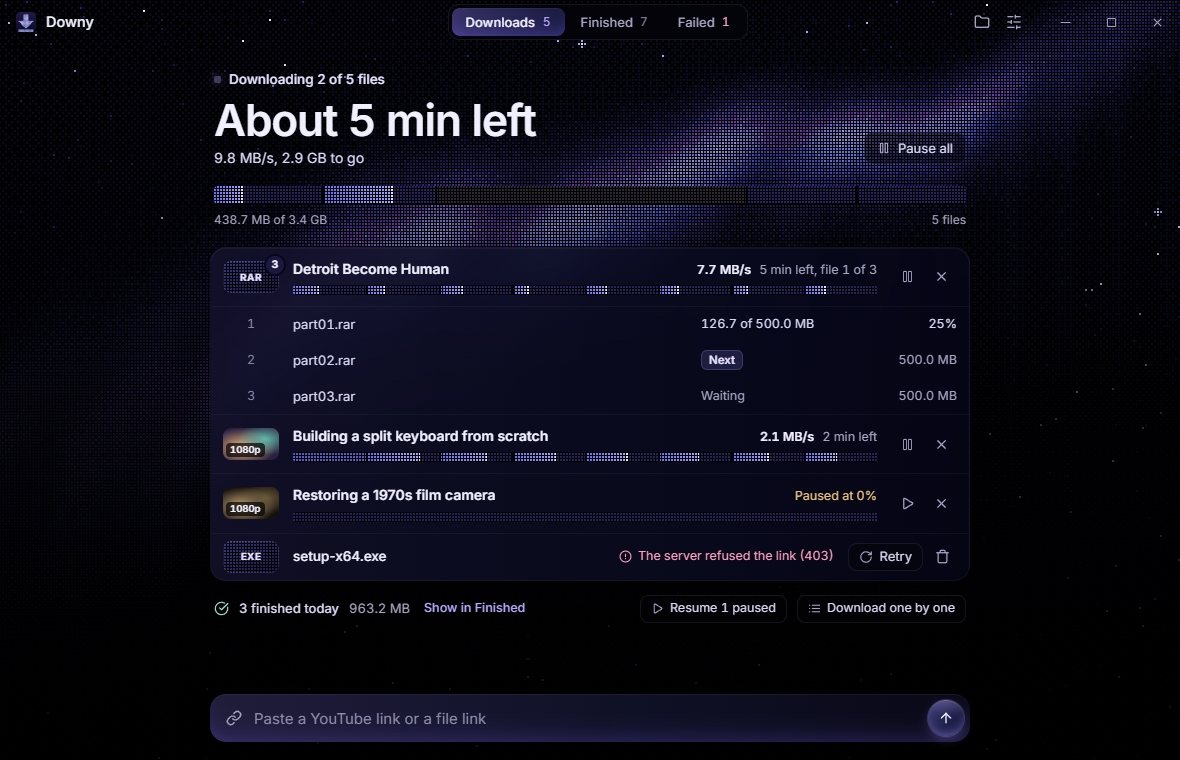 Downy
Downloads 5 Finished 7 Failed 1
Downloading 2 of 5 files
About 5 min left
9.8 MB/s, 2.9 GB to go
Pause all
438.7 MB of 3.4 GB
5 files
RAR 3 Detroit Become Human 7.7 MB/s 5 min left, file 1 of 3
1 part01.rar 126.7 of 500.0 MB 25%
2 part02.rar Next 500.0 MB
3 part03.rar Waiting 500.0 MB
1080p Building a split keyboard from scratch 2.1 MB/s 2 min left
1080p Restoring a 1970s film camera Paused at 0%
EXE setup-x64.exe The server refused the link (403) Retry
3 finished today 963.2 MB Show in Finished Resume 1 paused Download one by one
Paste a YouTube link or a file link